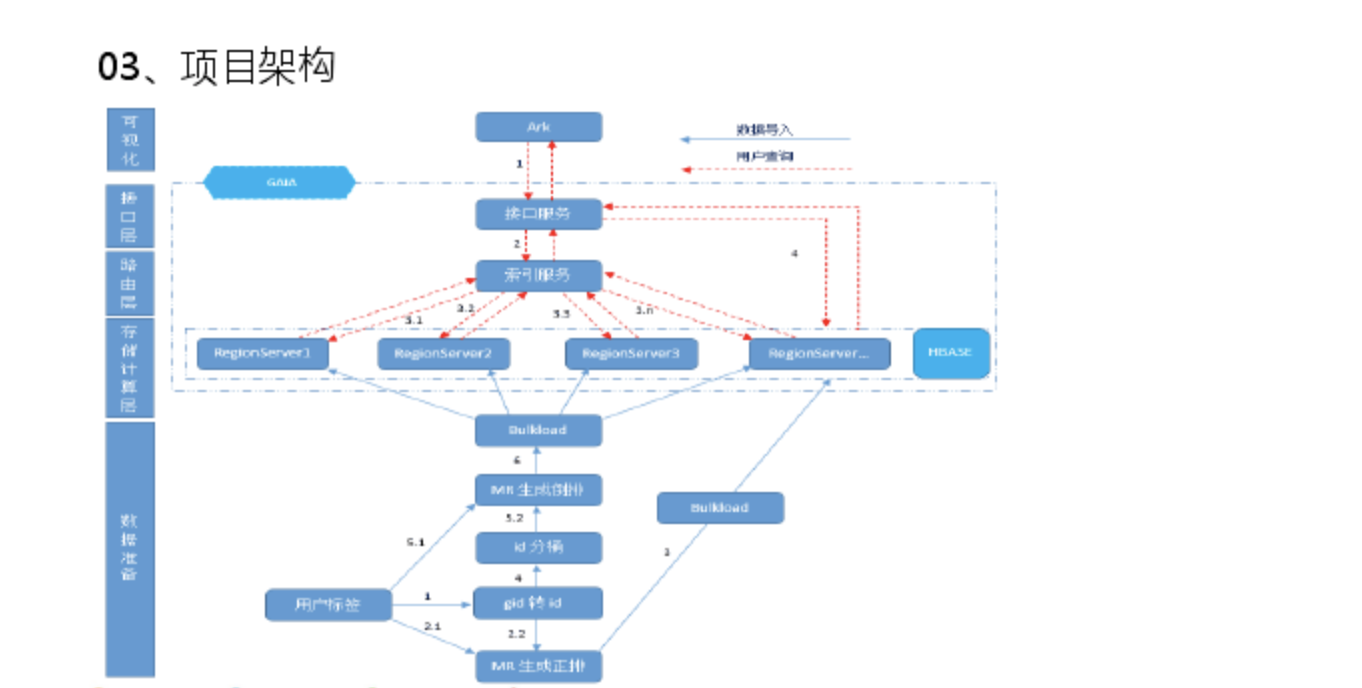 03、项目架构
可视化
Ark
数据导入
用户查询
1
GAIA
接口层
接口服务
2
4
路由层
索引服务
3.1
3.2
3.3
3.n
存储计算层
RegionServer1
RegionServer2
RegionServer3
RegionServer...
HBASE
Bulkload
6
MR 生成倒排
Bulkload
5.2
数据准备
5.1
id 分桶
3
4
用户标签
1
gid 转 id
2.1
2.2
MR 生成正排